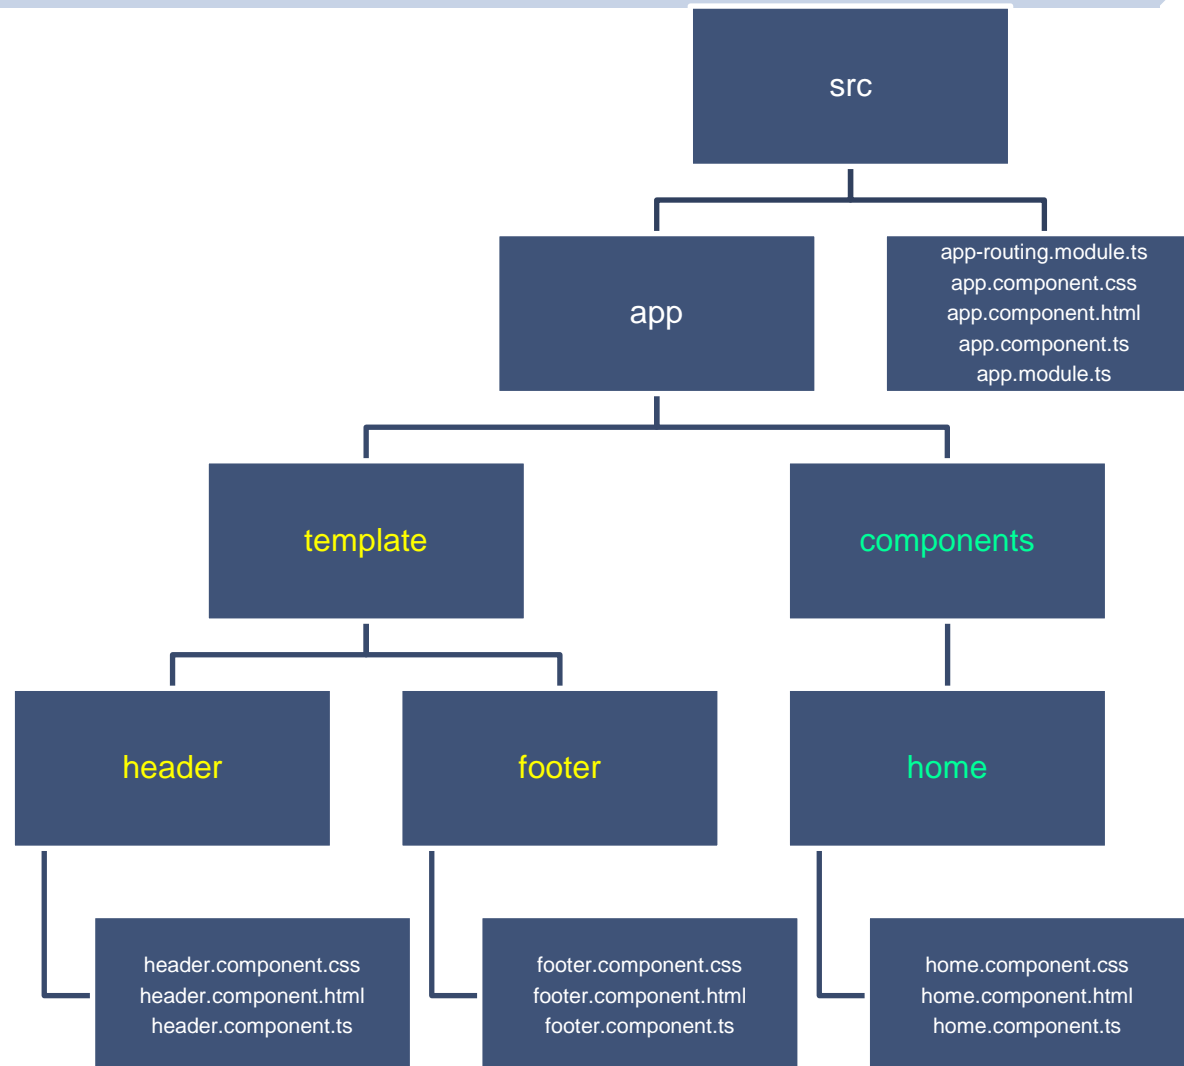 src
app
app-routing.module.ts
app.component.css
app.component.html
app.component.ts
app.module.ts
template
components
header
footer
home
header.component.css
header.component.html
header.component.ts
footer.component.css
footer.component.html
footer.component.ts
home.component.css
home.component.html
home.component.ts